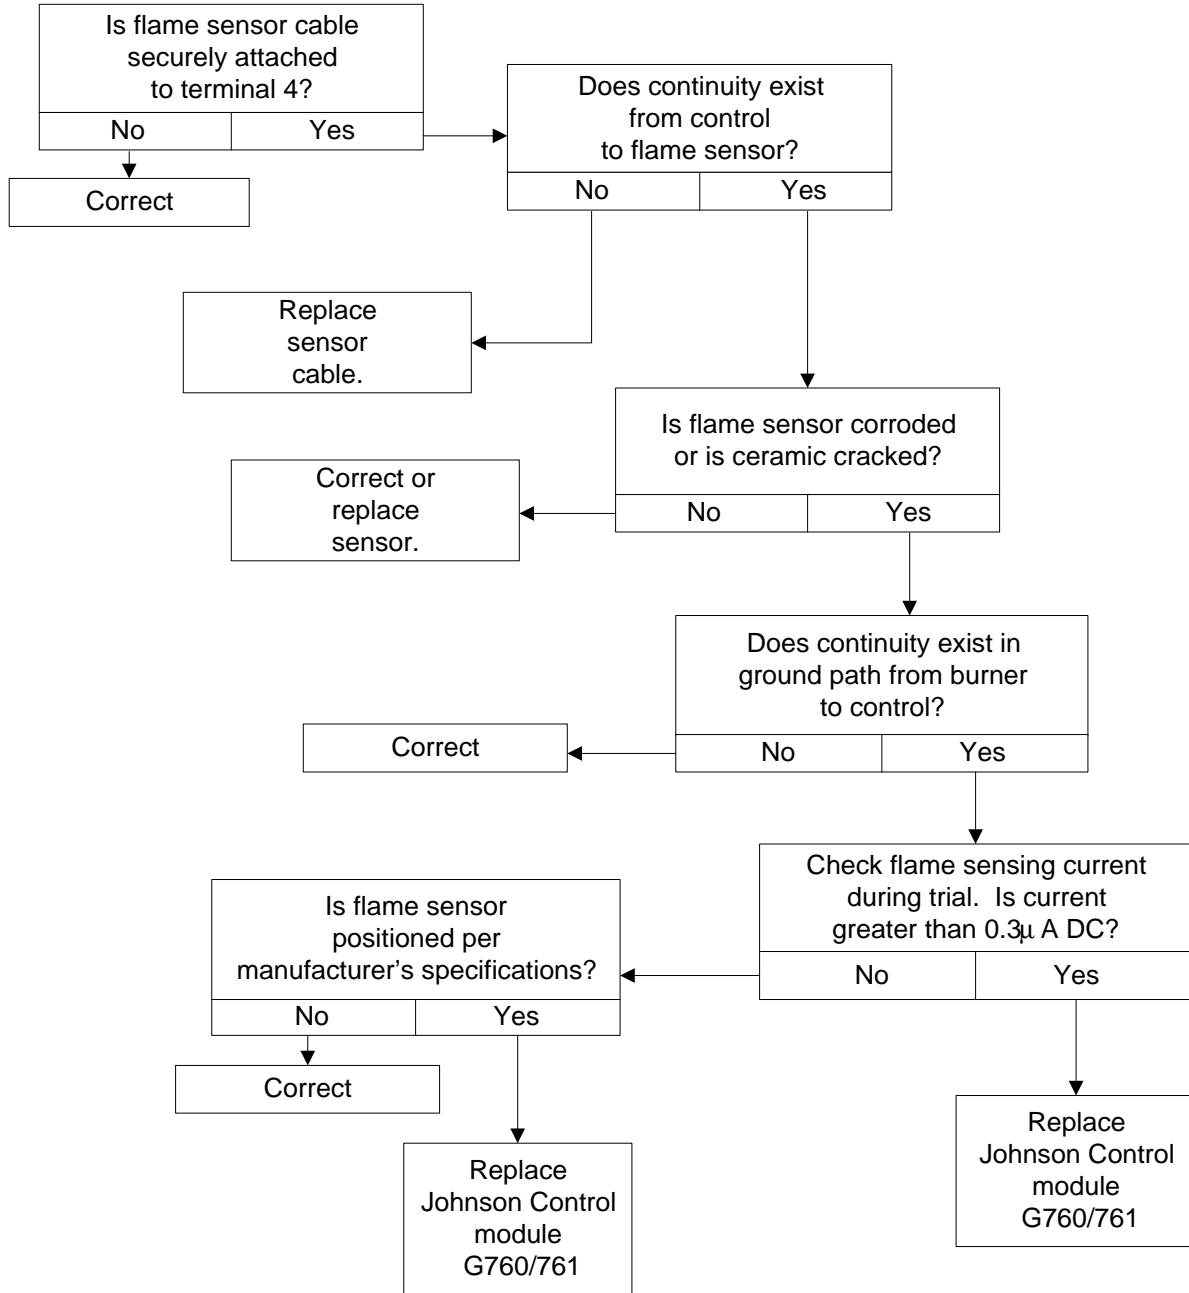 Is flame sensor cable
securely attached
to terminal 4?
No
Yes
Correct
Does continuity exist
from control
to flame sensor?
No
Yes
Replace
sensor
cable.
Is flame sensor corroded
or is ceramic cracked?
No
Yes
Correct or
replace
sensor.
Does continuity exist in
ground path from burner
to control?
No
Yes
Correct
Check flame sensing current
during trial. Is current
greater than 0.3μ A DC?
No
Yes
Is flame sensor
positioned per
manufacturer’s specifications?
No
Yes
Correct
Replace
Johnson Control
module
G760/761
Replace
Johnson Control
module
G760/761